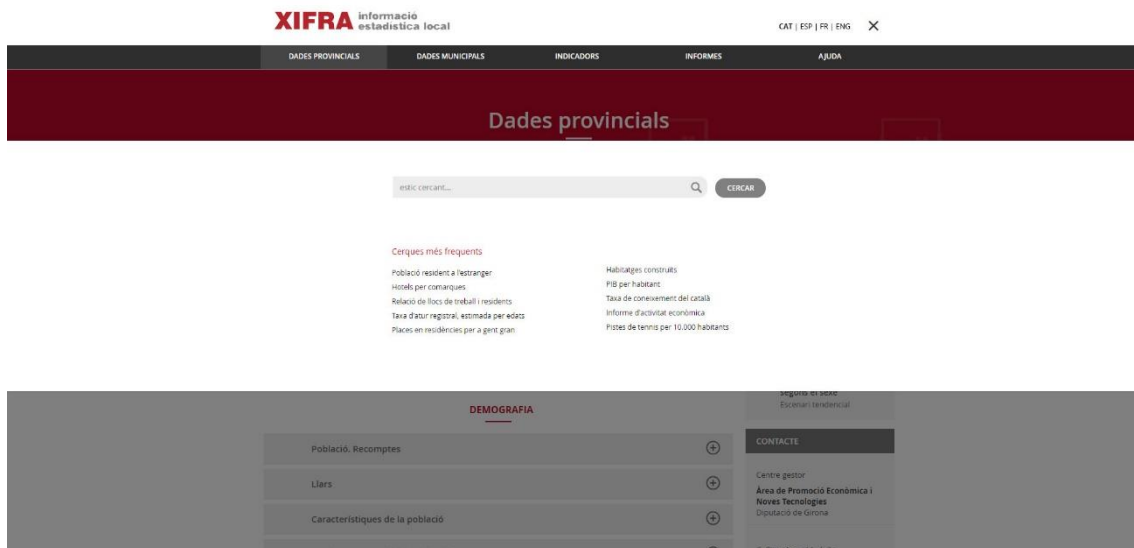 XIFRA informació
estadística local
CAT | ESP | FR | ENG
DADES PROVINCIALS DADES MUNICIPALS INDICADORS INFORMES AJUDA
Dades provincials
estic cercant...
CERCAR
Cerques més frequents
Població resident a l'estranger
Hotels per comarques
Relació de llocs de treball i residents
Taxa d'atur registral, estimada per edats
Places en residències per a gent gran
Habitatges construïts
PIB per habitant
Taxa de coneixement del català
Informe d'activitat econòmica
Pistes de tennis per 10.000 habitants
DEMOGRAFIA
Població. Recomptes
Llars
Característiques de la població
segons el sexe
Escenari tendencial
CONTACTE
Centre gestor
Àrea de Promoció Econòmica i
Noves Tecnologies
Diputació de Girona